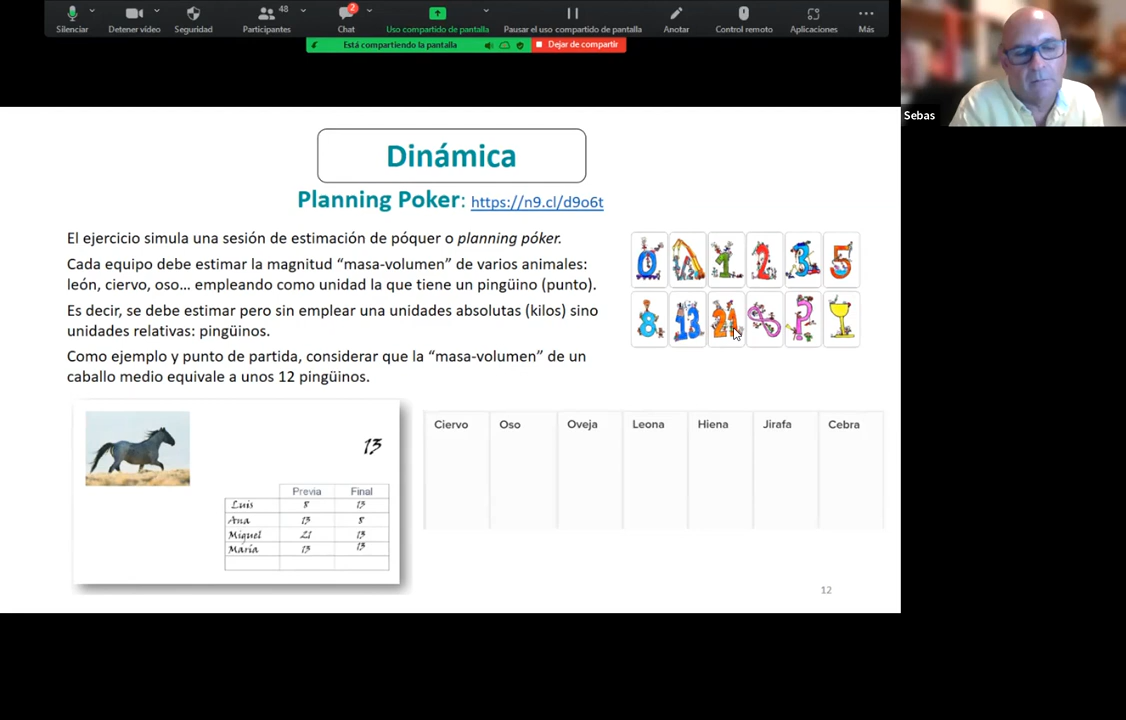 Silenciar
Detener video
Seguridad
48
Participantes
2
Chat
Uso compartido de pantalla
Pausar el uso compartido de pantalla
Anotar
Control remoto
Aplicaciones
Más
Está compartiendo la pantalla
Dejar de compartir
Sebas
Dinámica
Planning Poker: https://n9.cl/d9o6t
El ejercicio simula una sesión de estimación de póquer o planning póker.
Cada equipo debe estimar la magnitud “masa-volumen” de varios animales:
león, ciervo, oso... empleando como unidad la que tiene un pingüino (punto).
Es decir, se debe estimar pero sin emplear una unidades absolutas (kilos) sino
unidades relativas: pingüinos.
Como ejemplo y punto de partida, considerar que la “masa-volumen” de un
caballo medio equivale a unos 12 pingüinos.
0 ½ 1 2 3 5
8 13 21 ∞ ?
13
Previa Final
Luis 8 13
Ana 13 8
Miguel 21 13
María 13 13
Ciervo Oso Oveja Leona Hiena Jirafa Cebra
12